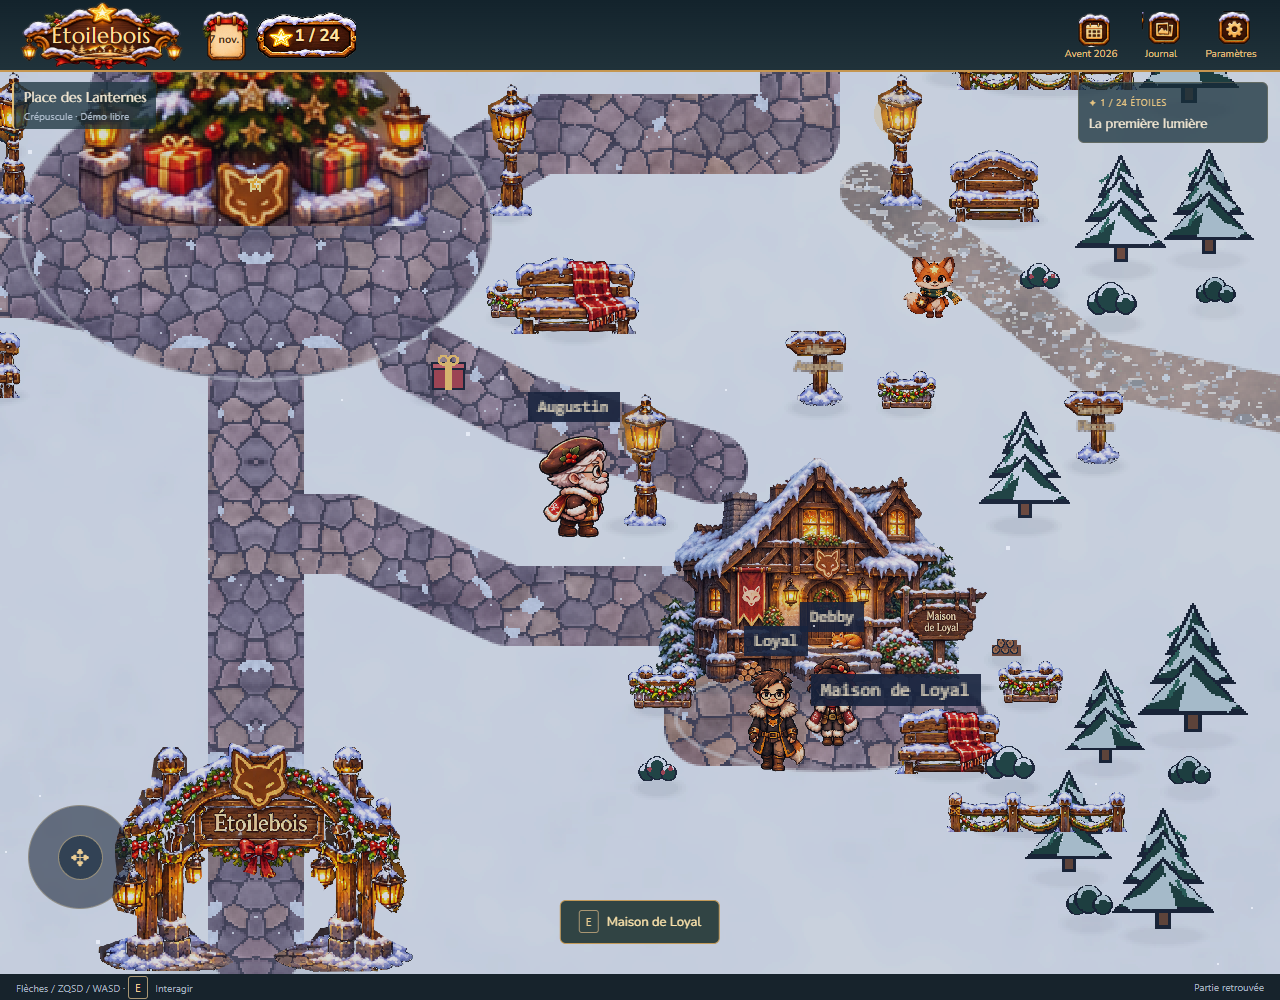 Étoilebois
7 nov.
1 / 24
Avent 2026
Journal
Paramètres
Place des Lanternes
Crépuscule · Démo libre
✦ 1 / 24 ÉTOILES
La première lumière
Augustin
Debby
Loyal
Maison
de Loyal
Maison de Loyal
Étoilebois
E Maison de Loyal
Flèches / ZQSD / WASD · E Interagir
Partie retrouvée